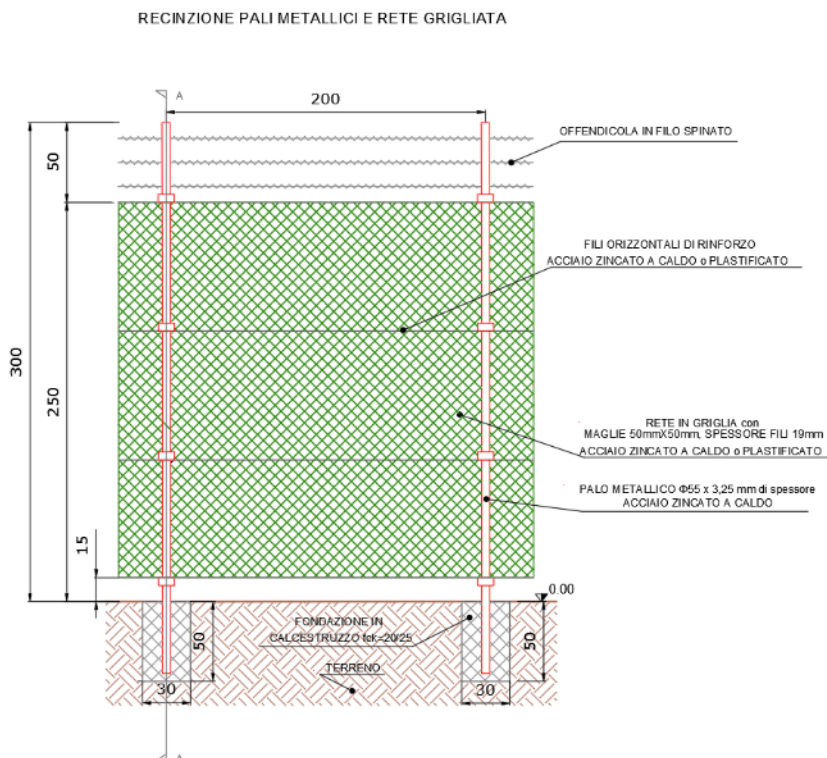 RECINZIONE PALI METALLICI E RETE GRIGLIATA
A
200
50
OFFENDICOLA IN FILO SPINATO
FILI ORIZZONTALI DI RINFORZO
ACCIAIO ZINCATO A CALDO o PLASTIFICATO
300
250
RETE IN GRIGLIA con
MAGLIE 50mmX50mm, SPESSORE FILI 19mm
ACCIAIO ZINCATO A CALDO o PLASTIFICATO
PALO METALLICO Φ55 x 3,25 mm di spessore
ACCIAIO ZINCATO A CALDO
15
0.00
FONDAZIONE IN
CALCESTRUZZO fck=20/25
50
50
TERRENO
30
30
A